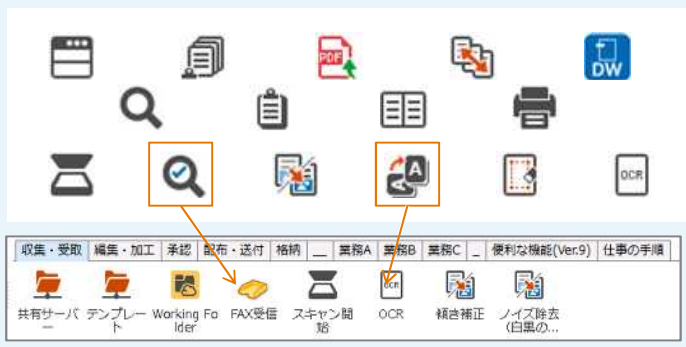 PDF
DW
A
A
OCR
収集・受取 編集・加工 承認 配布・送付 格納 __ 業務A 業務B 業務C _ 便利な機能(Ver.9) 仕事の手順
OCR
共有サーバー
テンプレート
Working Folder
FAX受信
スキャン開始
OCR
傾き補正
ノイズ除去(白黒の...